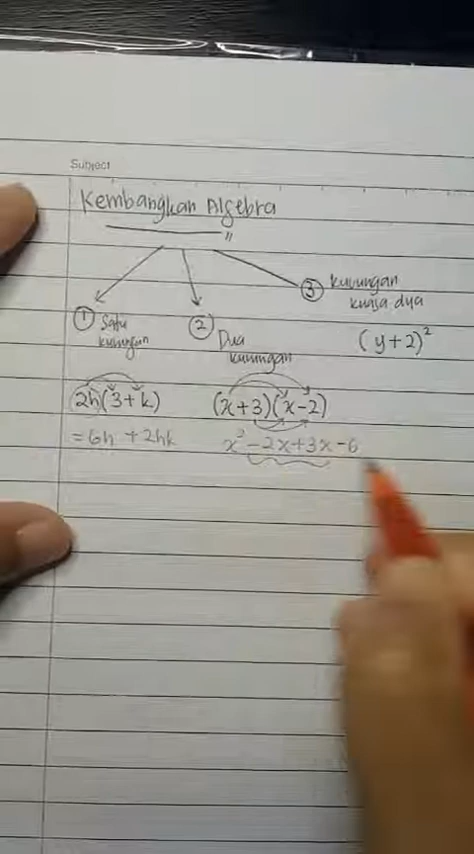 Subject
Kembangkan Algebra
① Satu
kurungan
2h(3+k)
= 6h + 2hk
② Dua
kurungan
(x+3)(x-2)
x² - 2x + 3x - 6
③ kurungan
kuasa dua
(y+2)²